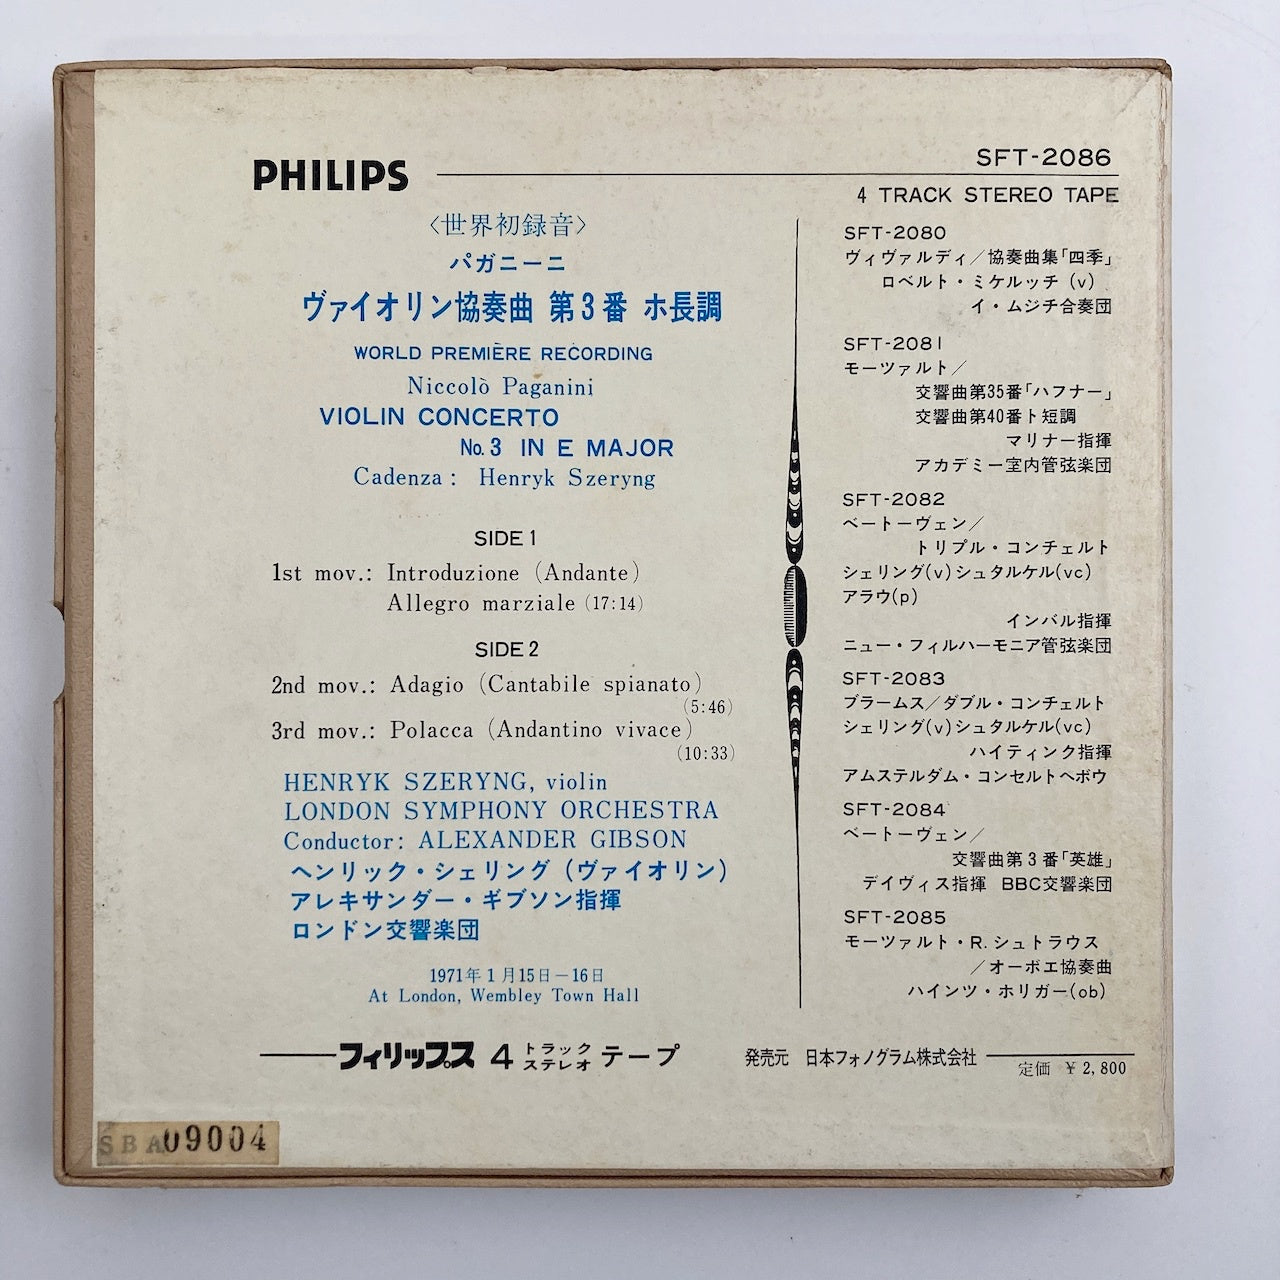 PHILIPS
SFT-2086
4 TRACK STEREO TAPE
〈世界初録音〉
パガニーニ
ヴァイオリン協奏曲 第3番 ホ長調
WORLD PREMIÈRE RECORDING
Niccolò Paganini
VIOLIN CONCERTO
No. 3 IN E MAJOR
Cadenza: Henryk Szeryng
SIDE 1
1st mov.: Introduzione (Andante)
Allegro marziale (17:14)
SIDE 2
2nd mov.: Adagio (Cantabile spianato)
(5:46)
3rd mov.: Polacca (Andantino vivace)
(10:33)
HENRYK SZERYNG, violin
LONDON SYMPHONY ORCHESTRA
Conductor: ALEXANDER GIBSON
ヘンリック・シェリング(ヴァイオリン)
アレキサンダー・ギブソン指揮
ロンドン交響楽団
1971年1月15日−16日
At London, Wembley Town Hall
SFT-2080
ヴィヴァルディ/協奏曲集「四季」
ロベルト・ミケルッチ(v)
イ・ムジチ合奏団
SFT-2081
モーツァルト/
交響曲第35番「ハフナー」
交響曲第40番ト短調
マリナー指揮
アカデミー室内管弦楽団
SFT-2082
ベートーヴェン/
トリプル・コンチェルト
シェリング(v)シュタルケル(vc)
アラウ(p)
インバル指揮
ニュー・フィルハーモニア管弦楽団
SFT-2083
ブラームス/ダブル・コンチェルト
シェリング(v)シュタルケル(vc)
ハイティンク指揮
アムステルダム・コンセルトヘボウ
SFT-2084
ベートーヴェン/
交響曲第3番「英雄」
デイヴィス指揮 BBC交響楽団
SFT-2085
モーツァルト・R.シュトラウス
/オーボエ協奏曲
ハインツ・ホリガー(ob)
フィリップス 4トラックステレオ テープ
発売元 日本フォノグラム株式会社
定価 ¥2,800
SBA09004